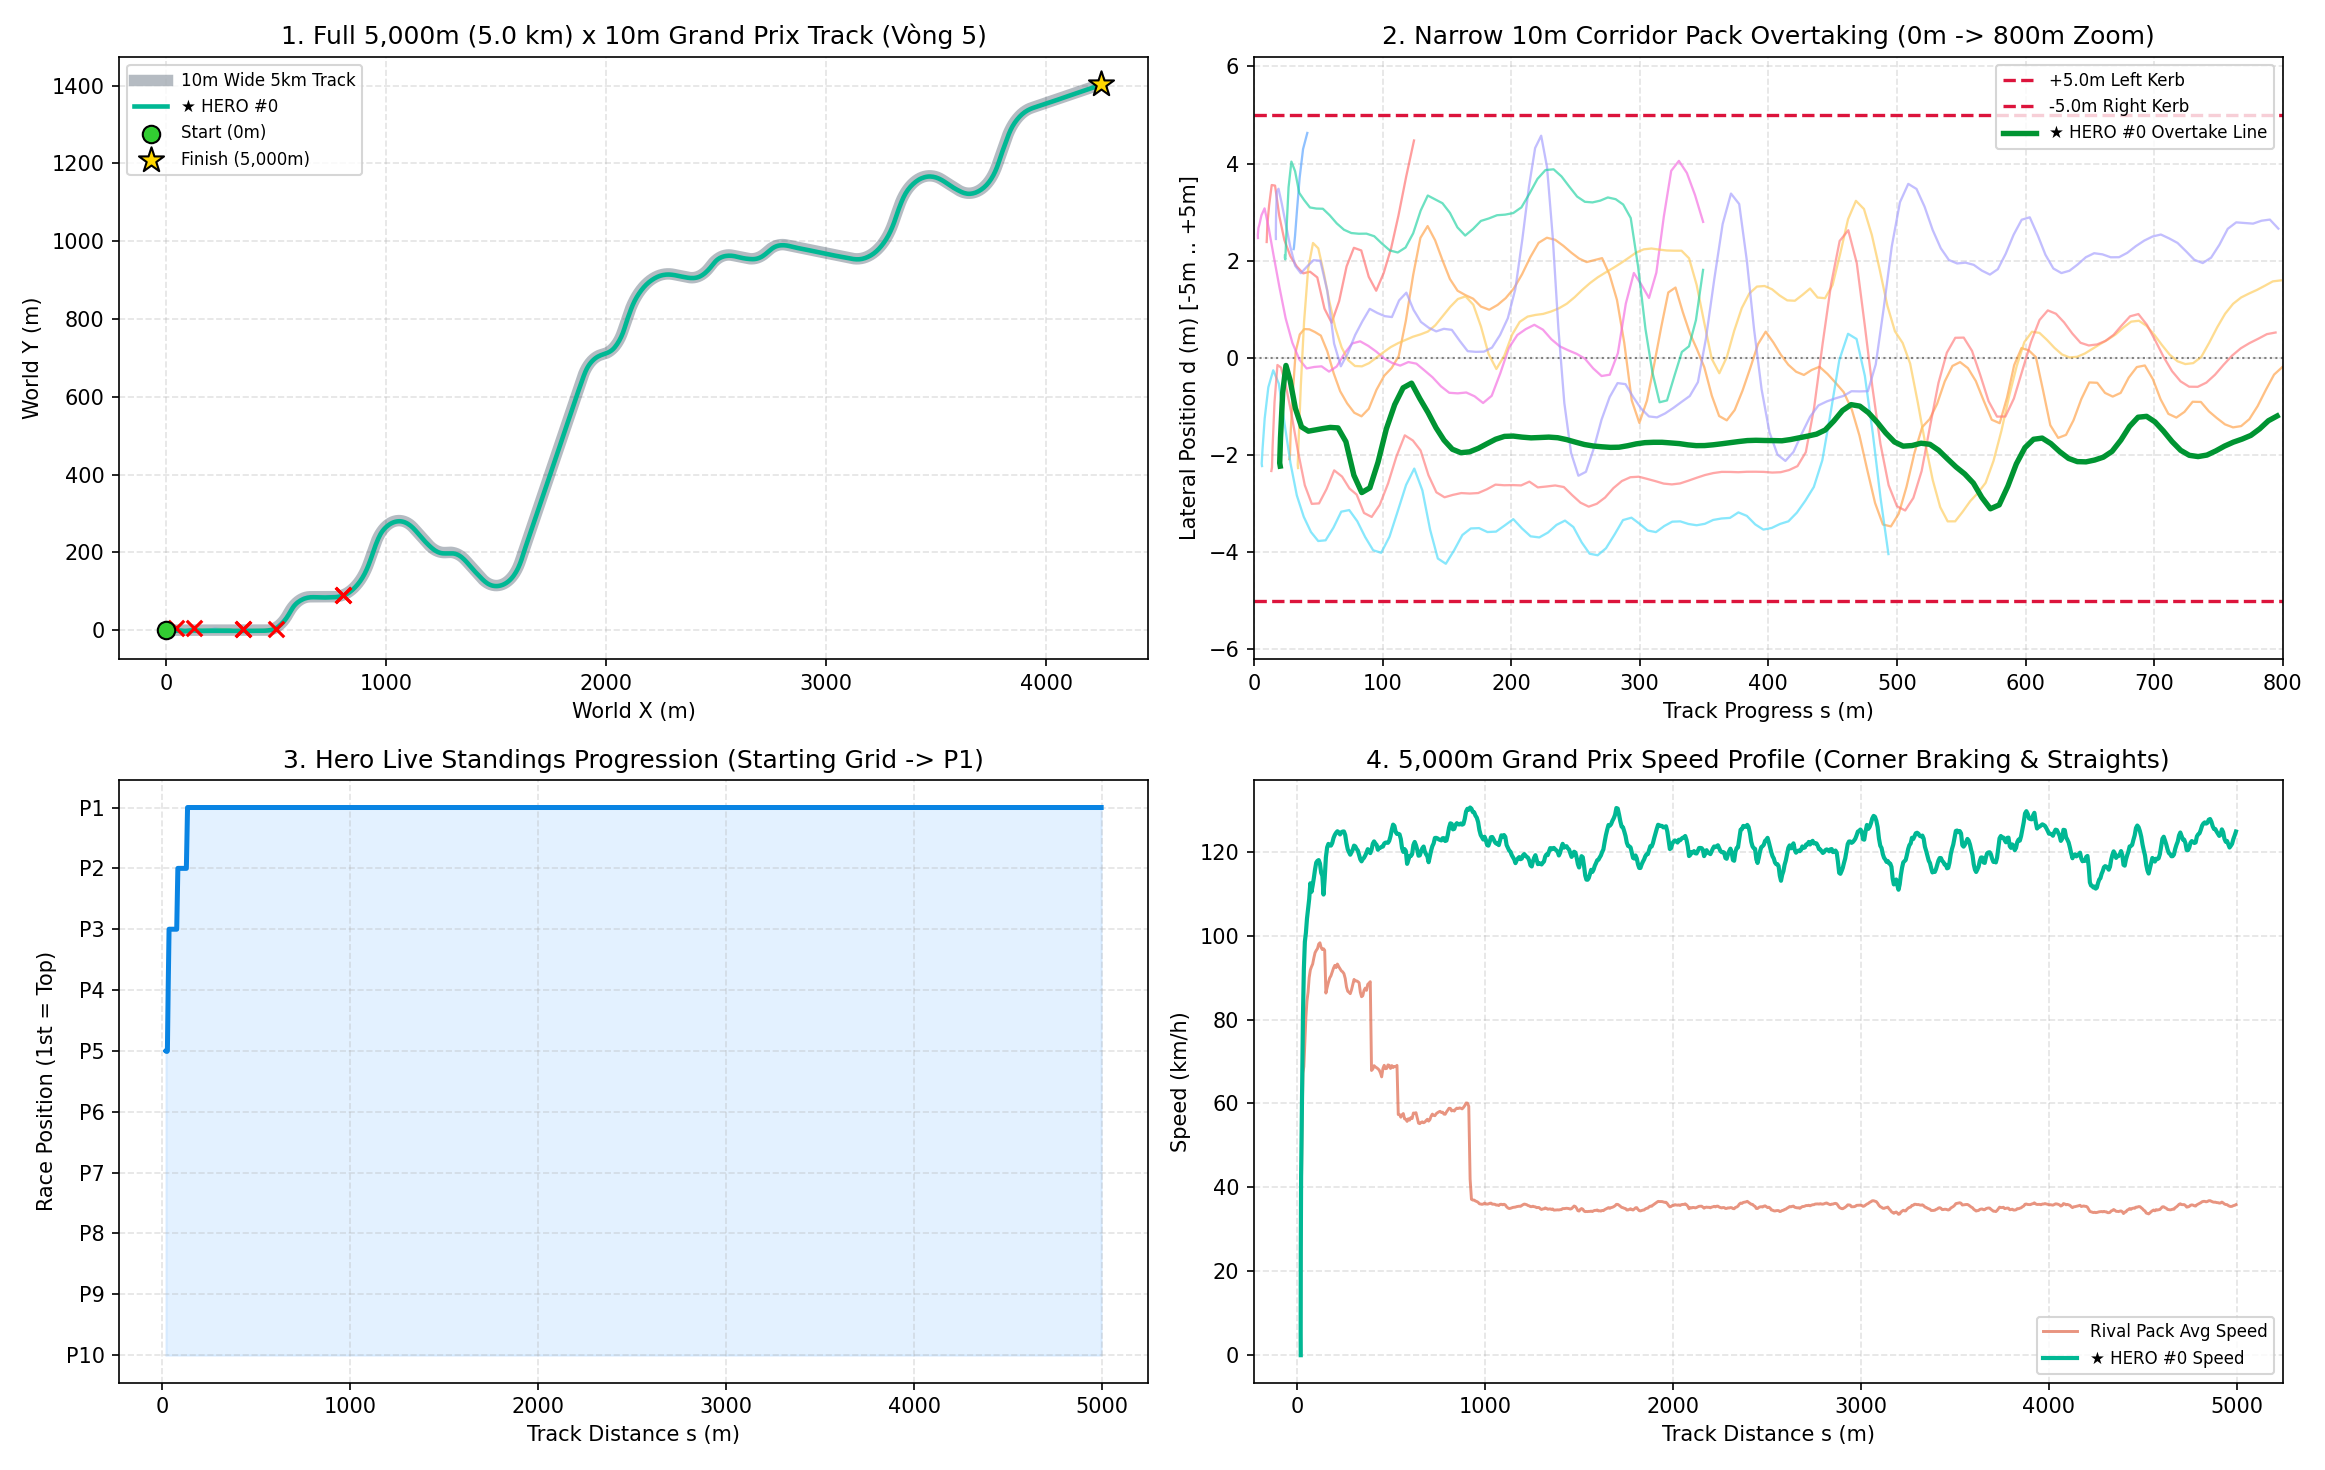 1. Full 5,000m (5.0 km) x 10m Grand Prix Track (Vòng 5)
10m Wide 5km Track
★ HERO #0
Start (0m)
Finish (5,000m)
World Y (m)
1400
1200
1000
800
600
400
200
0
0 1000 2000 3000 4000
World X (m)
2. Narrow 10m Corridor Pack Overtaking (0m -> 800m Zoom)
+5.0m Left Kerb
-5.0m Right Kerb
★ HERO #0 Overtake Line
Lateral Position d (m) [-5m .. +5m]
6
4
2
0
−2
−4
−6
0 100 200 300 400 500 600 700 800
Track Progress s (m)
3. Hero Live Standings Progression (Starting Grid -> P1)
Race Position (1st = Top)
P1
P2
P3
P4
P5
P6
P7
P8
P9
P10
0 1000 2000 3000 4000 5000
Track Distance s (m)
4. 5,000m Grand Prix Speed Profile (Corner Braking & Straights)
Speed (km/h)
120
100
80
60
40
20
0
Rival Pack Avg Speed
★ HERO #0 Speed
0 1000 2000 3000 4000 5000
Track Distance s (m)